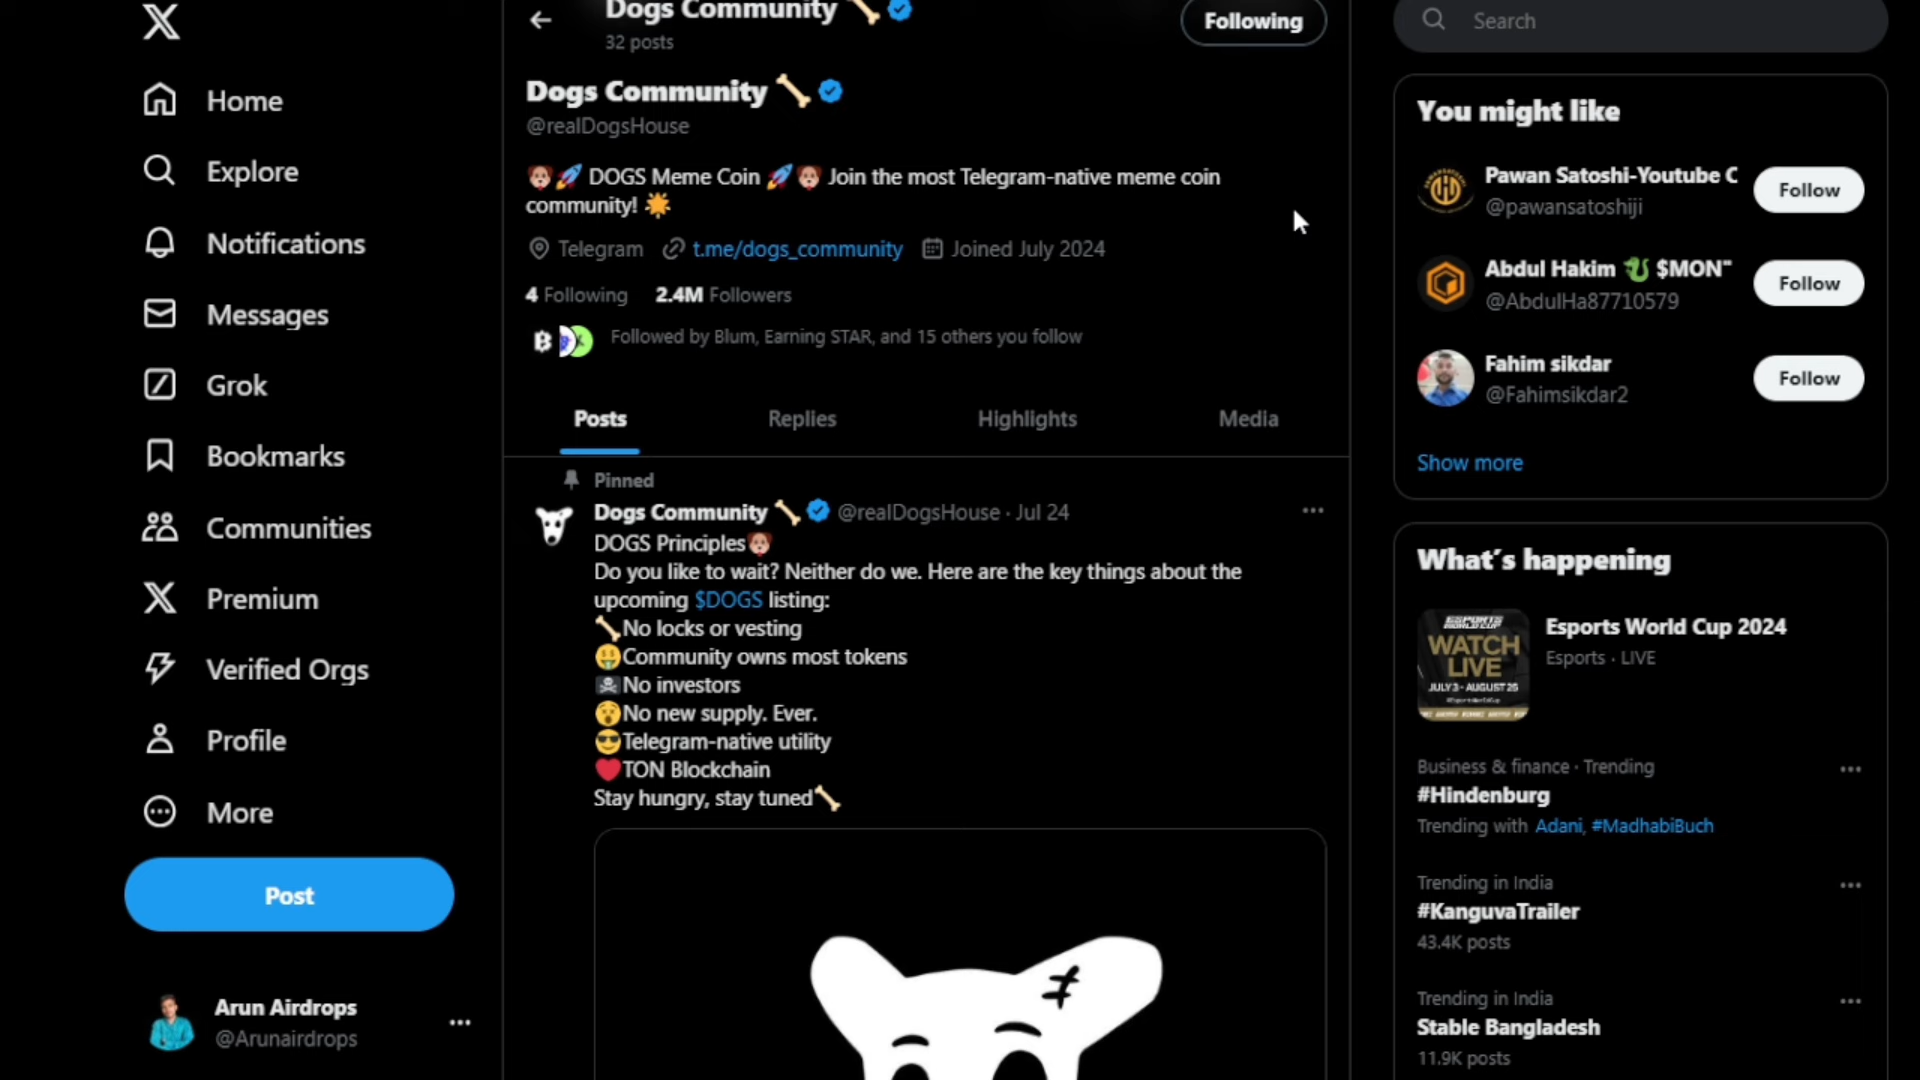 Home
Explore
Notifications
Messages
Grok
Bookmarks
Communities
Premium
Verified Orgs
Profile
More
Post
Arun Airdrops
@Arunairdrops
Dogs Community
32 posts
Following
Dogs Community
@realDogsHouse
DOGS Meme Coin Join the most Telegram-native meme coin
community!
Telegram t.me/dogs_community Joined July 2024
4 Following 2.4M Followers
Followed by Blum, Earning STAR, and 15 others you follow
Posts Replies Highlights Media
Pinned
Dogs Community @realDogsHouse · Jul 24
DOGS Principles
Do you like to wait? Neither do we. Here are the key things about the
upcoming $DOGS listing:
No locks or vesting
Community owns most tokens
No investors
No new supply. Ever.
Telegram-native utility
TON Blockchain
Stay hungry, stay tuned
Search
You might like
Pawan Satoshi-Youtube C
@pawansatoshiji
Follow
Abdul Hakim $MON"
@AbdulHa87710579
Follow
Fahim sikdar
@Fahimsikdar2
Follow
Show more
What's happening
ESPORTS
WORLD CUP
WATCH
LIVE
JULY 3 - AUGUST 25
Esports World Cup 2024
Esports · LIVE
Business & finance · Trending
#Hindenburg
Trending with Adani, #MadhabiBuch
Trending in India
#KanguvaTrailer
43.4K posts
Trending in India
Stable Bangladesh
11.9K posts